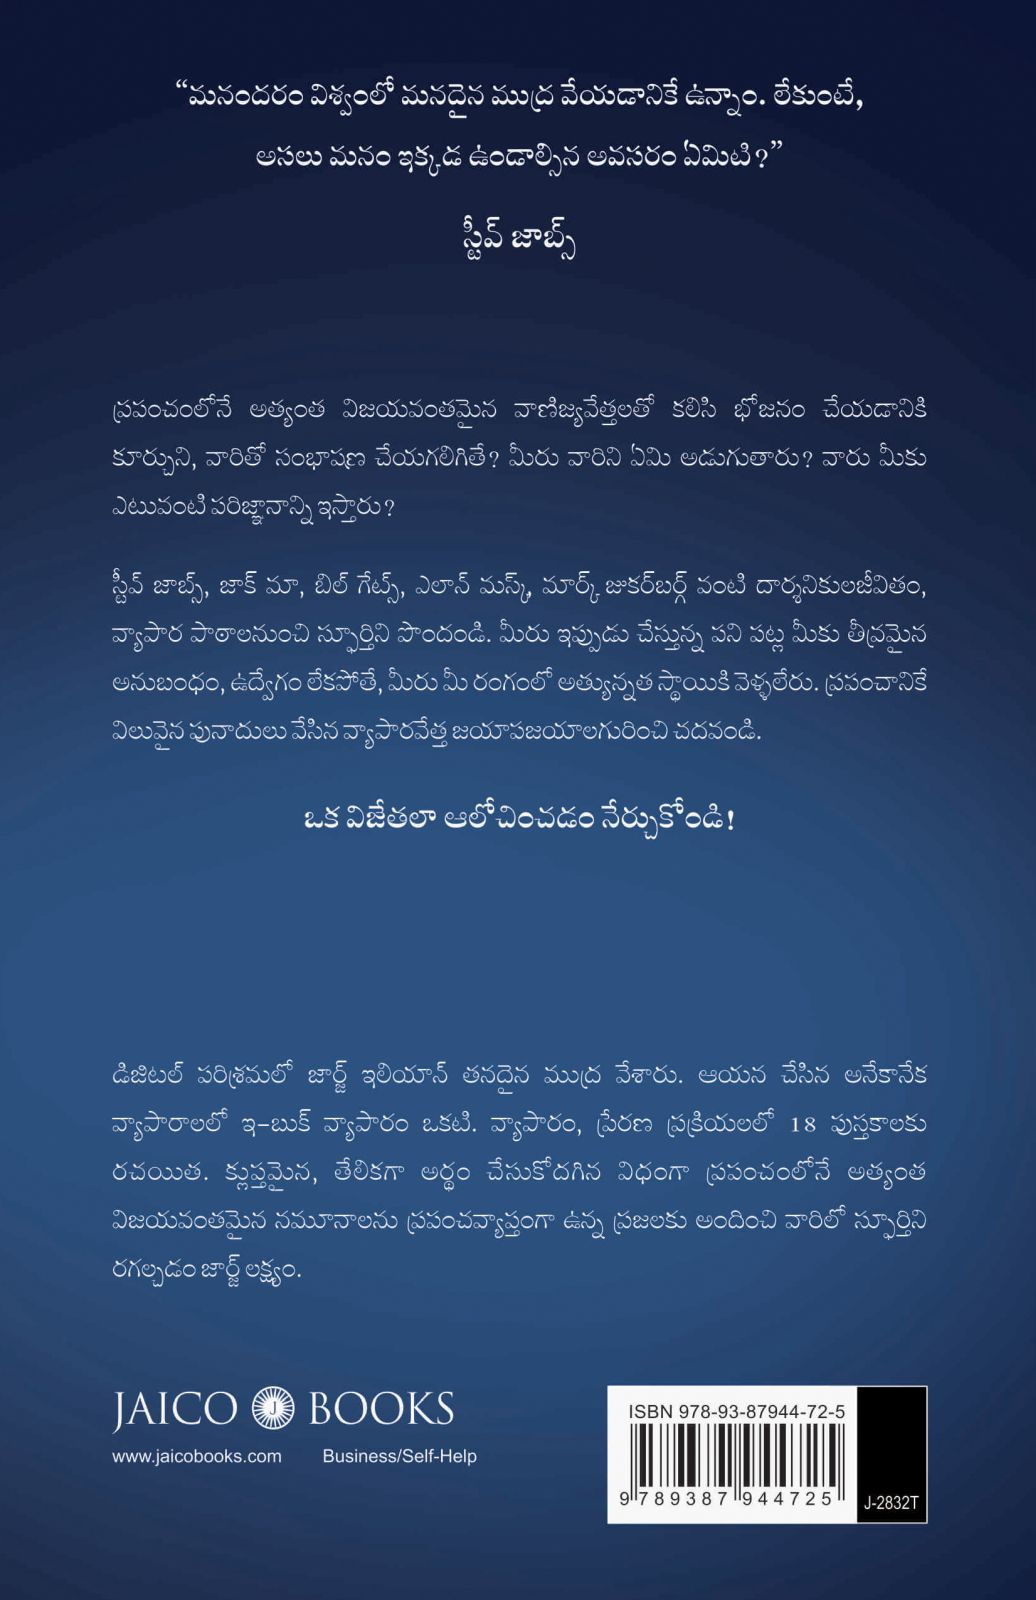 “మనందరం విశ్వంలో మనదైన ముద్ర వేయడానికే ఉన్నాం. లేకుంటే,
అసలు మనం ఇక్కడ ఉండాల్సిన అవసరం ఏమిటి?”
స్టీవ్ జాబ్స్
ప్రపంచంలోనే అత్యంత విజయవంతమైన వాణిజ్యవేత్తలతో కలిసి భోజనం చేయడానికి
కూర్చుని, వారితో సంభాషణ చేయగలిగితే? మీరు వారిని ఏమి అడుగుతారు? వారు మీకు
ఎటువంటి పరిజ్ఞానాన్ని ఇస్తారు?
స్టీవ్ జాబ్స్, జాక్ మా, బిల్ గేట్స్, ఎలాన్ మస్క్, మార్క్ జుకర్‌బర్గ్ వంటి దార్శనికులజీవితం,
వ్యాపార పాఠాలనుంచి స్ఫూర్తిని పొందండి. మీరు ఇప్పుడు చేస్తున్న పని పట్ల మీకు తీవ్రమైన
అనుబంధం, ఉద్వేగం లేకపోతే, మీరు మీ రంగంలో అత్యున్నత స్థాయికి వెళ్ళలేరు. ప్రపంచానికే
విలువైన పునాదులు వేసిన వ్యాపారవేత్త జయాపజయాలగురించి చదవండి.
ఒక విజేతలా ఆలోచించడం నేర్చుకోండి!
డిజిటల్ పరిశ్రమలో జార్జ్ ఇలియాన్ తనదైన ముద్ర వేశారు. ఆయన చేసిన అనేకానేక
వ్యాపారాలలో ఇ-బుక్ వ్యాపారం ఒకటి. వ్యాపారం, ప్రేరణ ప్రక్రియలలో 18 పుస్తకాలకు
రచయిత. క్లుప్తమైన, తేలికగా అర్థం చేసుకోదగిన విధంగా ప్రపంచంలోనే అత్యంత
విజయవంతమైన నమూనాలను ప్రపంచవ్యాప్తంగా ఉన్న ప్రజలకు అందించి వారిలో స్ఫూర్తిని
రగల్చడం జార్జ్ లక్ష్యం.
JAICO J BOOKS
www.jaicobooks.com Business/Self-Help
ISBN 978-93-87944-72-5
9 789387 944725
J-2832T